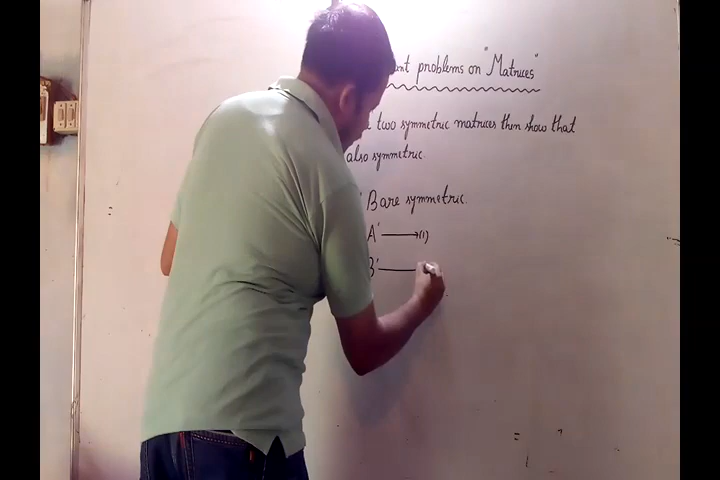 problems on "Matrices"
two symmetric matrices then show that
also symmetric.
B are symmetric.
A' ⟶ (1)
B'